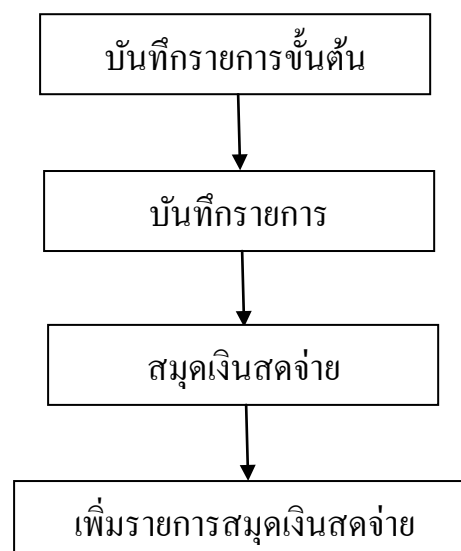 บันทึกรายการขั้นต้น
บันทึกรายการ
สมุดเงินสดจ่าย
เพิ่มรายการสมุดเงินสดจ่าย